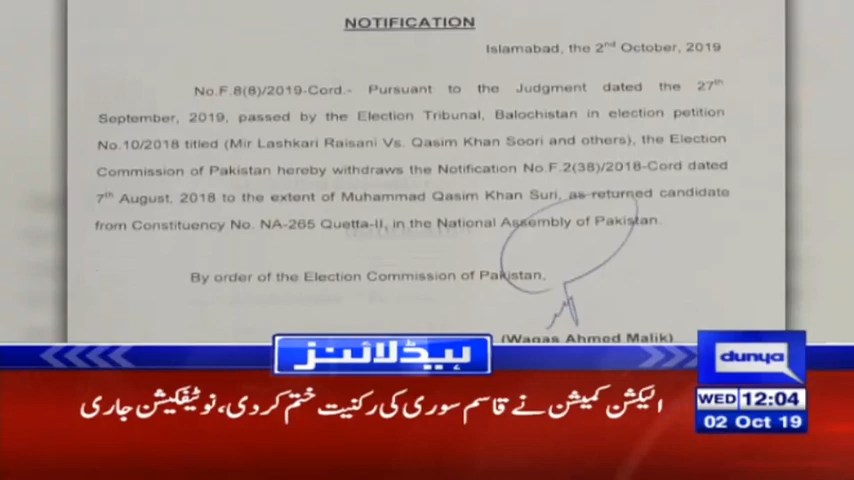 NOTIFICATION
Islamabad, the 2nd October, 2019
No.F.8(8)/2019-Cord.- Pursuant to the Judgment dated the 27th
September, 2019, passed by the Election Tribunal, Balochistan in election petition
No.10/2018 titled (Mir Lashkari Raisani Vs. Qasim Khan Soori and others), the Election
Commission of Pakistan hereby withdraws the Notification No.F.2(38)/2018-Cord dated
7th August, 2018 to the extent of Muhammad Qasim Khan Suri, as returned candidate
from Constituency No. NA-265 Quetta-II, in the National Assembly of Pakistan.
By order of the Election Commission of Pakistan.
(Waqas Ahmed Malik)
ہیڈلائنز
dunya
الیکشن کمیشن نے قاسم سوری کی رکنیت ختم کردی، نوٹیفکیشن جاری
WED 12:04
02 Oct 19